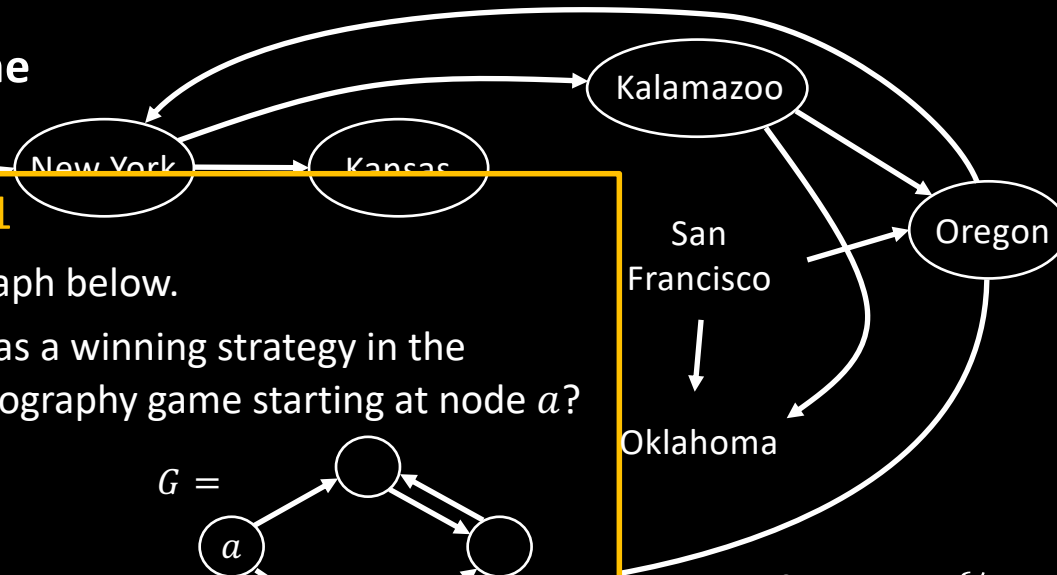 ne
Kalamazoo
New York
Kansas
1
San
Francisco
Oregon
aph below.
as a winning strategy in the
ography game starting at node 𝑎?
Oklahoma
𝐺 =
𝑎